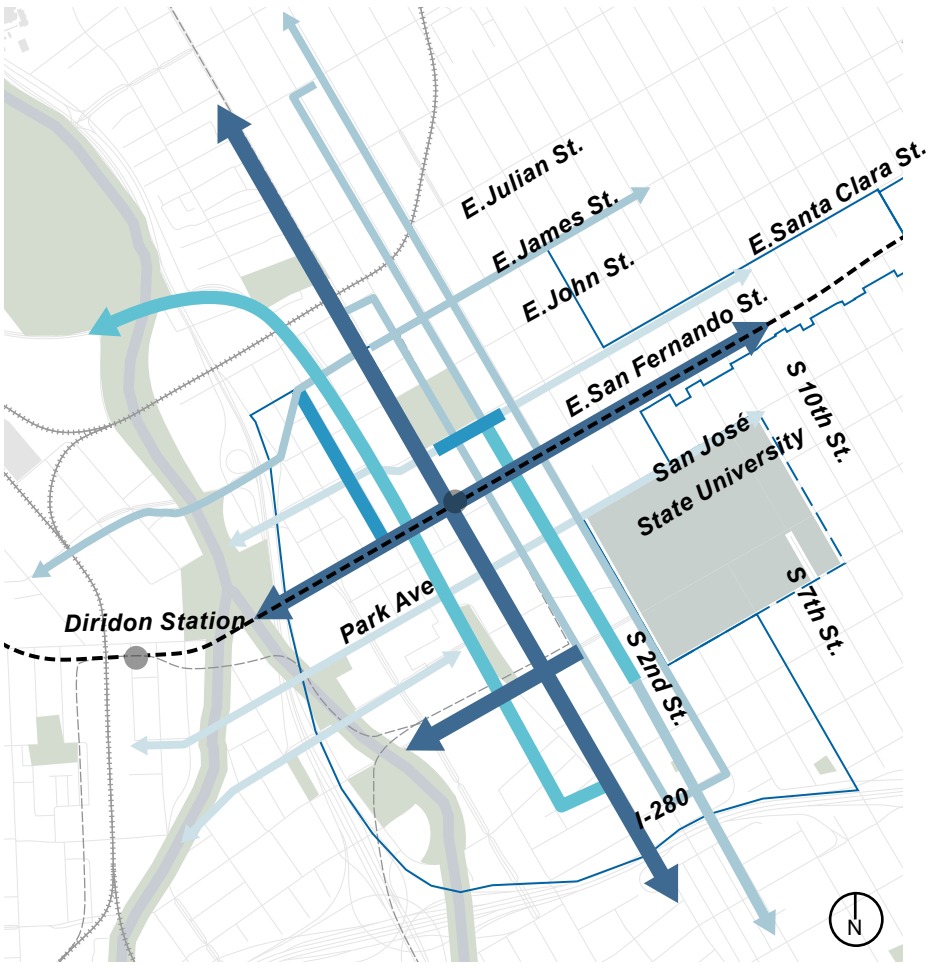 E.Julian St.
E.Santa Clara St.
E.James St.
E.John St.
E.San Fernando St.
S 10th St.
San José
State University
S 7th St.
Park Ave
Diridon Station
S 2nd St.
I-280
N